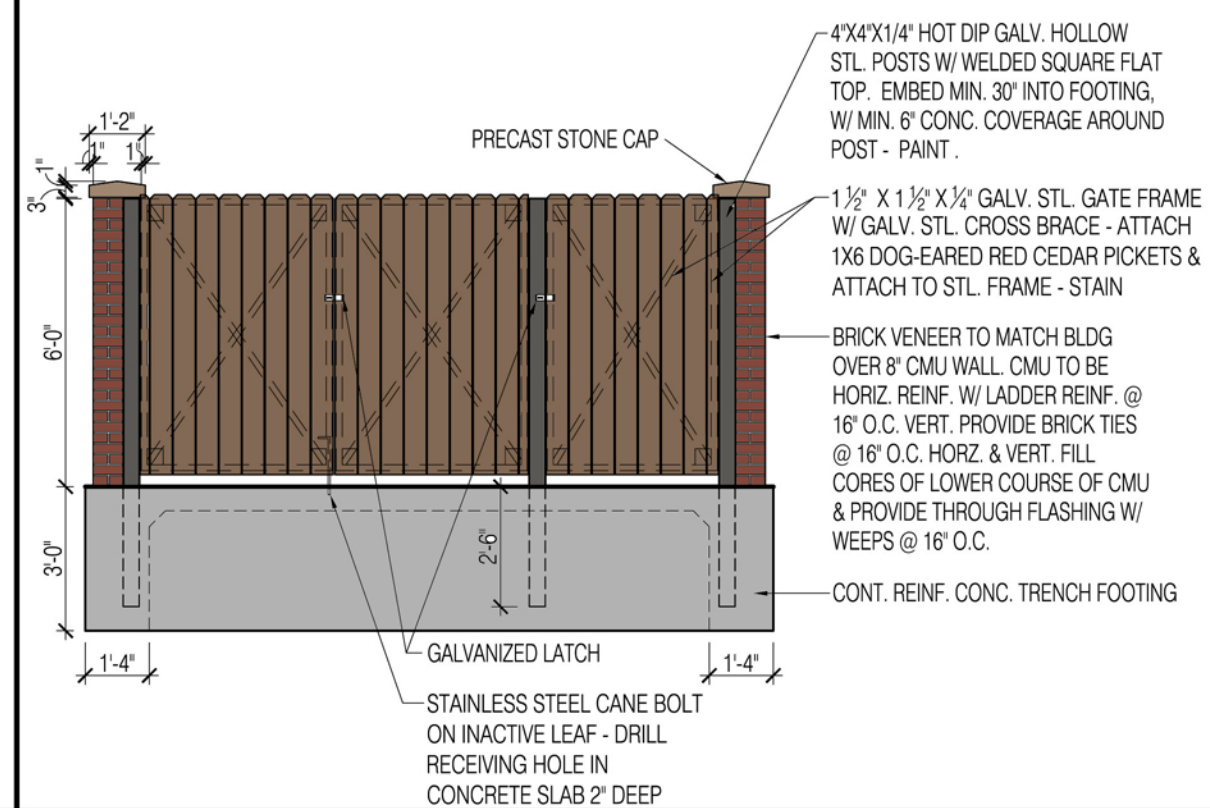 4"X4"X1/4" HOT DIP GALV. HOLLOW
STL. POSTS W/ WELDED SQUARE FLAT
TOP. EMBED MIN. 30" INTO FOOTING,
W/ MIN. 6" CONC. COVERAGE AROUND
POST - PAINT .
1'-2"
1"
1"
1"
3"
PRECAST STONE CAP
1 ½" X 1 ½" X ¼" GALV. STL. GATE FRAME
W/ GALV. STL. CROSS BRACE - ATTACH
1X6 DOG-EARED RED CEDAR PICKETS &
ATTACH TO STL. FRAME - STAIN
6'-0"
BRICK VENEER TO MATCH BLDG
OVER 8" CMU WALL. CMU TO BE
HORIZ. REINF. W/ LADDER REINF. @
16" O.C. VERT. PROVIDE BRICK TIES
@ 16" O.C. HORZ. & VERT. FILL
CORES OF LOWER COURSE OF CMU
& PROVIDE THROUGH FLASHING W/
WEEPS @ 16" O.C.
3'-0"
2'-6"
CONT. REINF. CONC. TRENCH FOOTING
1'-4"
1'-4"
GALVANIZED LATCH
STAINLESS STEEL CANE BOLT
ON INACTIVE LEAF - DRILL
RECEIVING HOLE IN
CONCRETE SLAB 2" DEEP